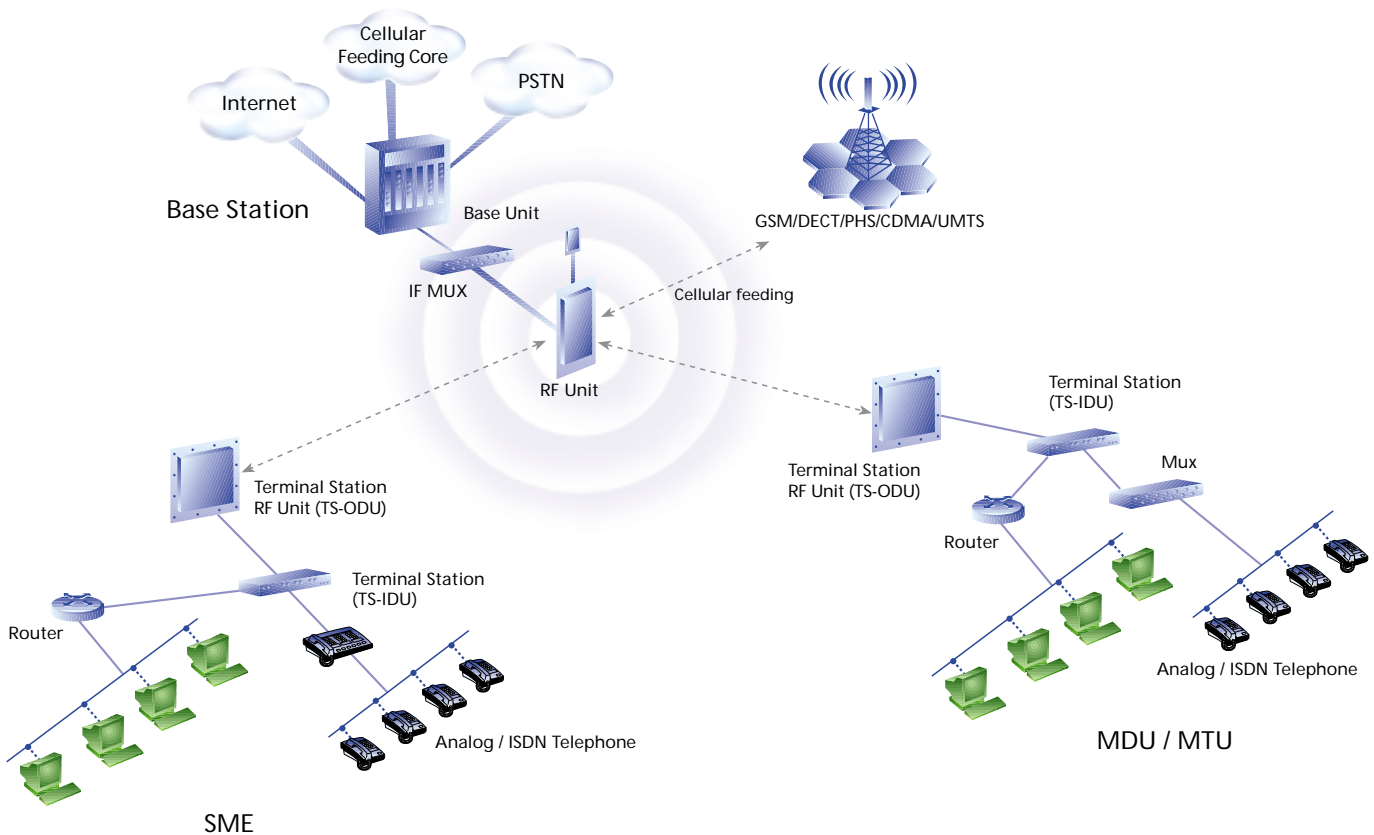 Cellular
Feeding Core
PSTN
Internet
Base Station
Base Unit
GSM/DECT/PHS/CDMA/UMTS
IF MUX
Cellular feeding
RF Unit
Terminal Station
(TS-IDU)
Terminal Station
RF Unit (TS-ODU)
Mux
Terminal Station
RF Unit (TS-ODU)
Router
Terminal Station
(TS-IDU)
Router
Analog / ISDN Telephone
Analog / ISDN Telephone
MDU / MTU
SME